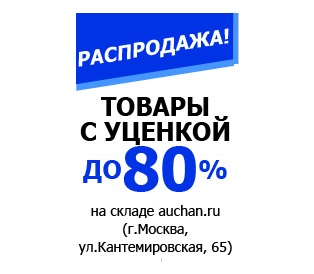 РАСПРОДАЖА!
ТОВАРЫ
С УЦЕНКОЙ
ДО 80%
на складе auchan.ru
(г.Москва,
ул.Кантемировская, 65)